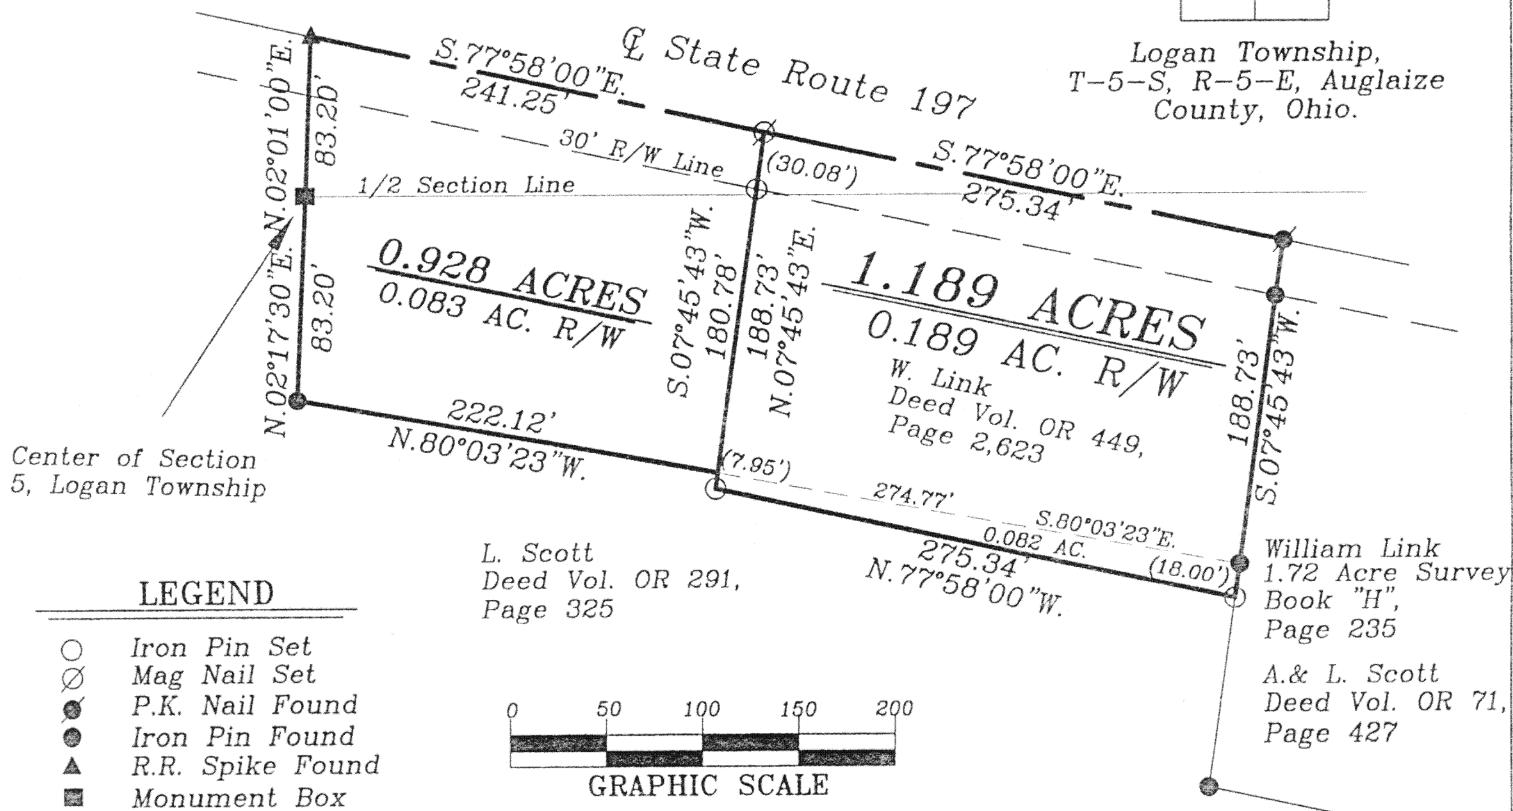 Logan Township,
T-5-S, R-5-E, Auglaize
County, Ohio.
℄ State Route 197
S.77°58'00"E.
241.25'
S.77°58'00"E.
275.34'
30' R/W Line
(30.08')
1/2 Section Line
N.02°01'00"E.
83.20'
N.02°17'30"E.
83.20'
0.928 ACRES
0.083 AC. R/W
S.07°45'43"W.
180.78'
188.73'
N.07°45'43"E.
1.189 ACRES
0.189 AC. R/W
W. Link
Deed Vol. OR 449,
Page 2,623
188.73'
S.07°45'43"W.
222.12'
N.80°03'23"W.
(7.95')
274.77'
S.80°03'23"E.
0.082 AC.
(18.00')
275.34'
N.77°58'00"W.
Center of Section
5, Logan Township
L. Scott
Deed Vol. OR 291,
Page 325
William Link
1.72 Acre Survey
Book "H",
Page 235
A.& L. Scott
Deed Vol. OR 71,
Page 427
LEGEND
Iron Pin Set
Mag Nail Set
P.K. Nail Found
Iron Pin Found
R.R. Spike Found
Monument Box
0 50 100 150 200
GRAPHIC SCALE